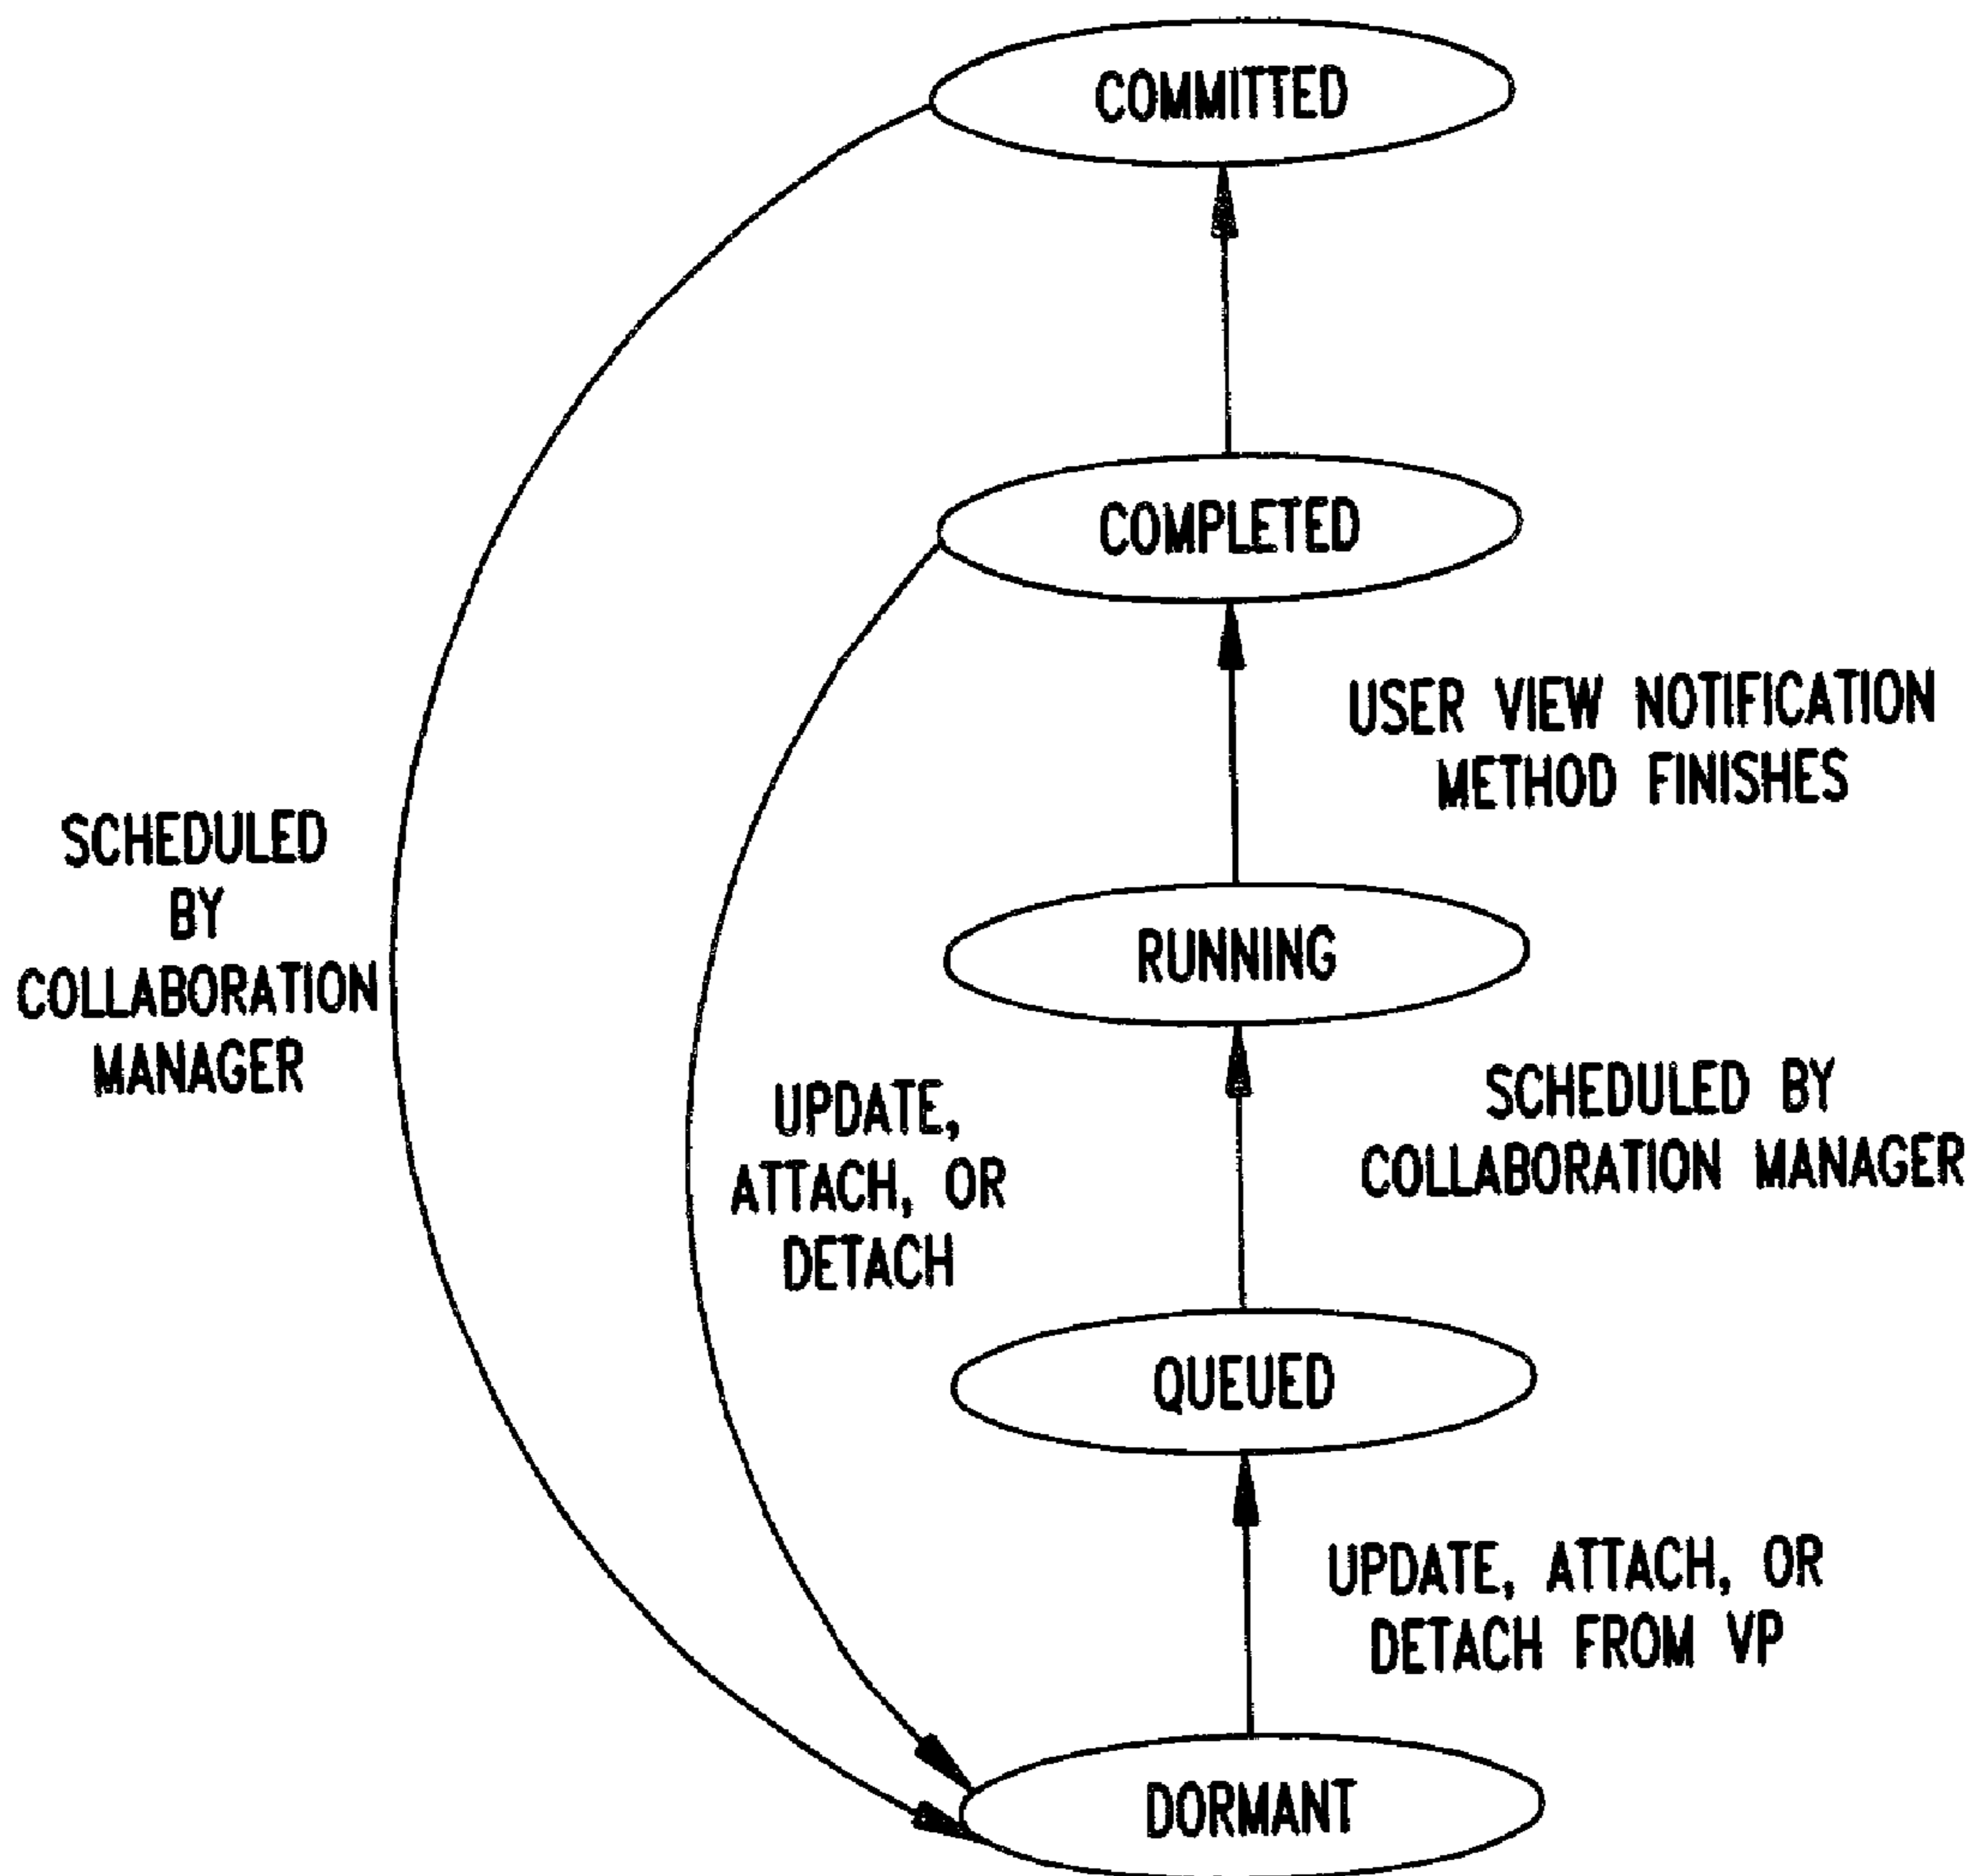 COMMITTED
COMPLETED
USER VIEW NOTIFICATION
METHOD FINISHES
SCHEDULED
BY
COLLABORATION
MANAGER
RUNNING
UPDATE,
ATTACH, OR
DETACH
SCHEDULED BY
COLLABORATION MANAGER
QUEUED
UPDATE, ATTACH, OR
DETACH FROM VP
DORMANT